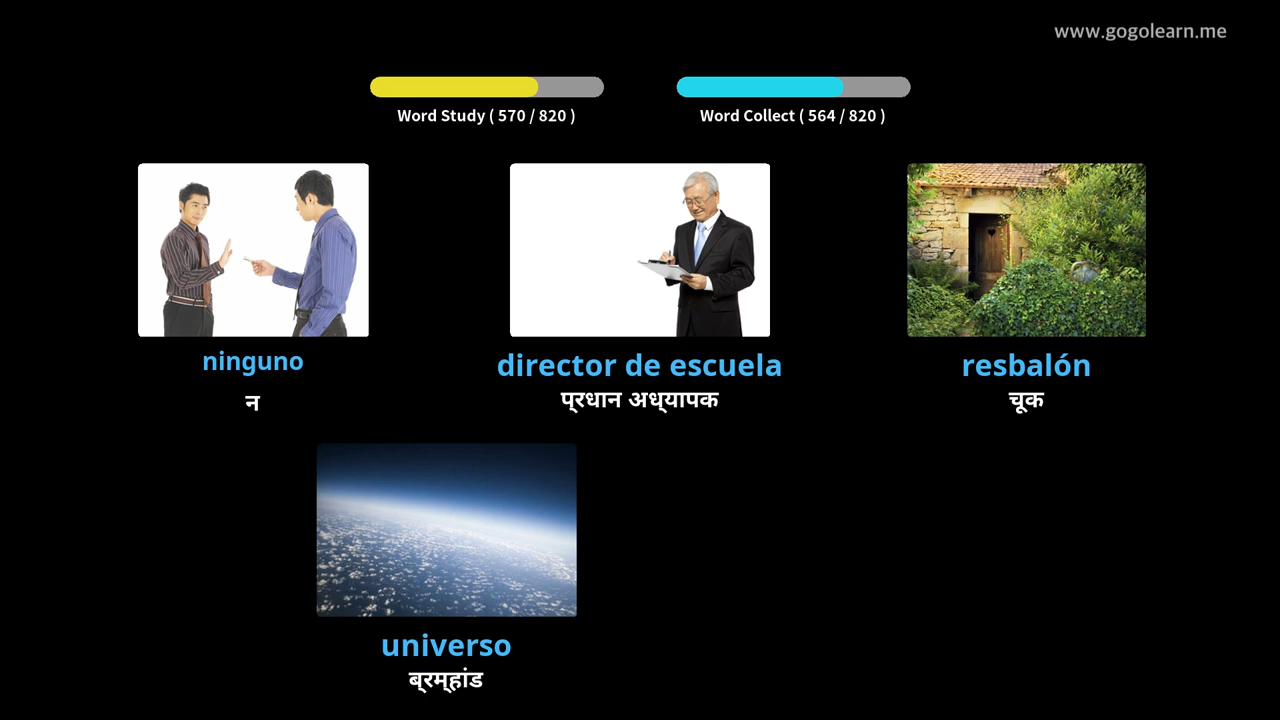 www.gogolearn.me
Word Study ( 570 / 820 )
Word Collect ( 564 / 820 )
ninguno
न
director de escuela
प्रधान अध्यापक
resbalón
चूक
universo
ब्रम्हांड